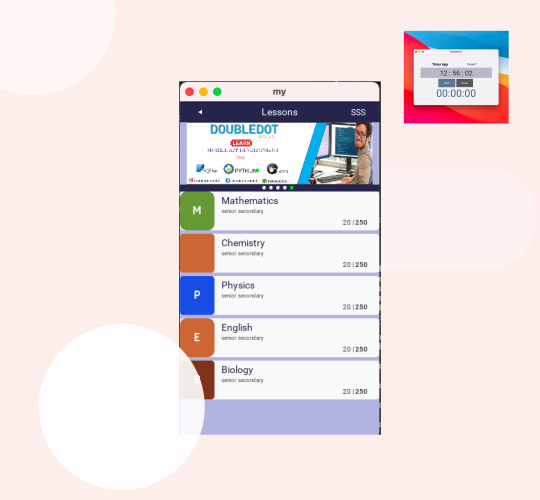 my
Lessons SSS
DOUBLEDOT
LEARN
MOBILE APP DEVELOPMENT
PYTHON
M
Mathematics
senior secondary
20 | 250
Chemistry
senior secondary
20 | 250
P
Physics
senior secondary
20 | 250
E
English
senior secondary
20 | 250
Biology
senior secondary
20 | 250
Timer App
12 : 56 : 02
00:00:00